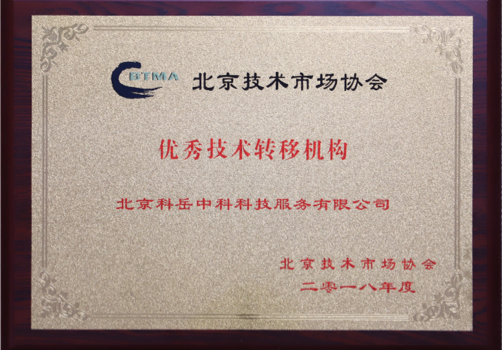 BTMA 北京技术市场协会
优秀技术转移机构
北京科岳中科科技服务有限公司
北京技术市场协会
二零一八年度